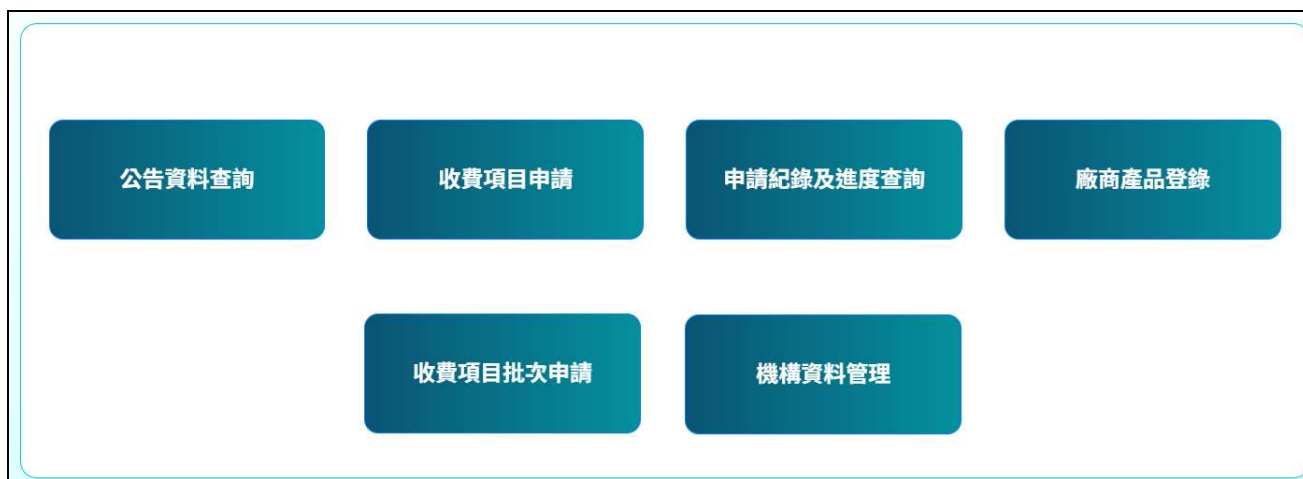 公告資料查詢
收費項目申請
申請紀錄及進度查詢
廠商產品登錄
收費項目批次申請
機構資料管理